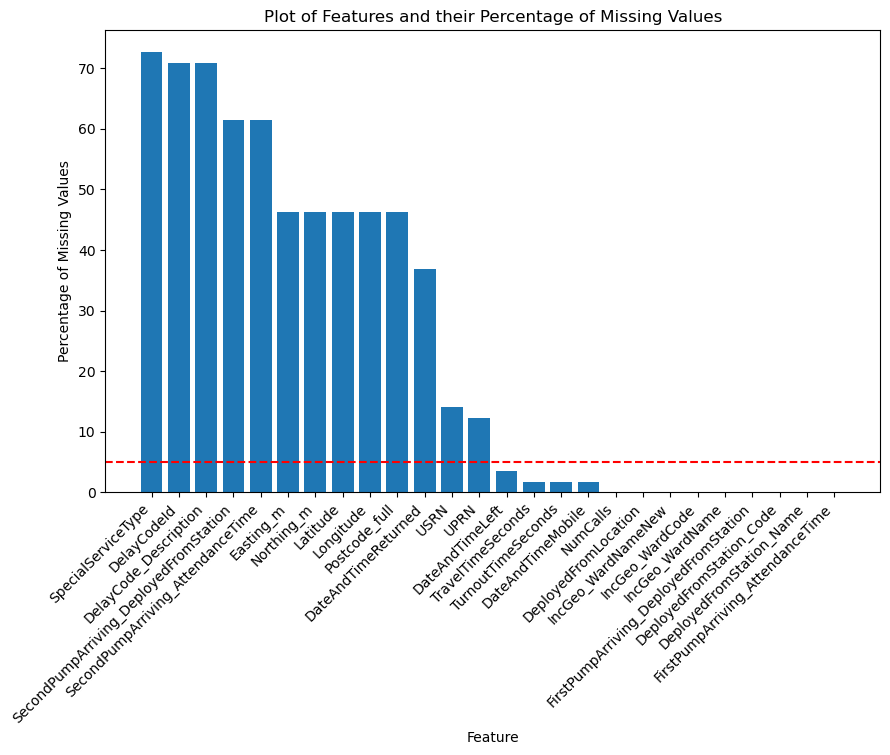 Plot of Features and their Percentage of Missing Values
Percentage of Missing Values
70
60
50
40
30
20
10
0
SpecialServiceType
DelayCodeId
DelayCode_Description
SecondPumpArriving_DeployedFromStation
SecondPumpArriving_AttendanceTime
Easting_m
Northing_m
Latitude
Longitude
Postcode_full
DateAndTimeReturned
USRN
UPRN
DateAndTimeLeft
TravelTimeSeconds
TurnoutTimeSeconds
DateAndTimeMobile
NumCalls
DeployedFromLocation
IncGeo_WardNameNew
IncGeo_WardCode
IncGeo_WardName
FirstPumpArriving_DeployedFromStation
DeployedFromStation_Code
DeployedFromStation_Name
FirstPumpArriving_AttendanceTime
Feature